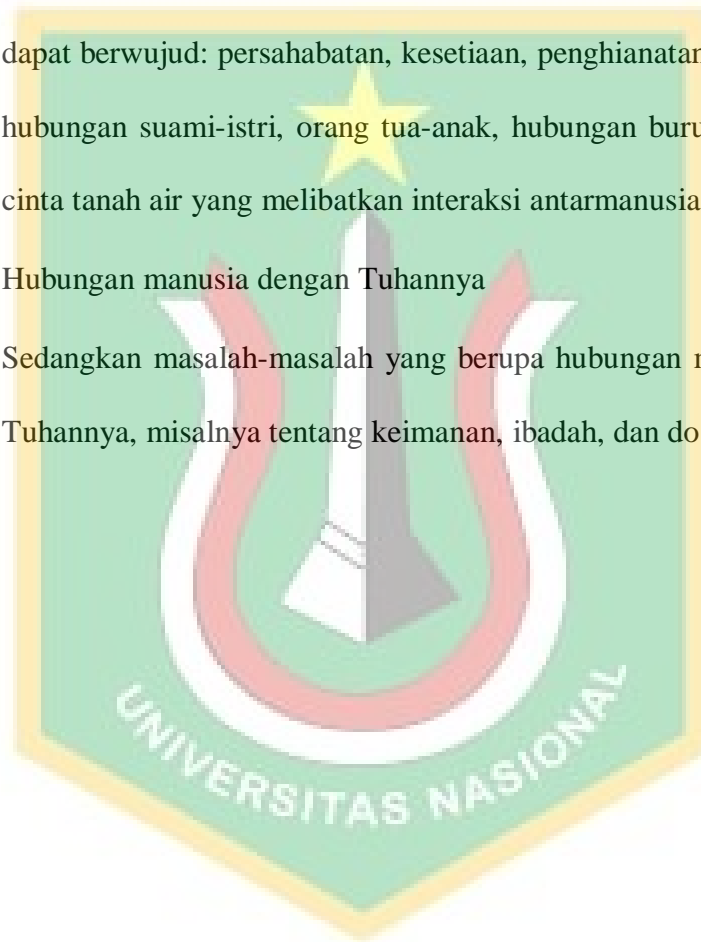 dapat berwujud: persahabatan, kesetiaan, penghianatan
hubungan suami-istri, orang tua-anak, hubungan buru
cinta tanah air yang melibatkan interaksi antarmanusia
Hubungan manusia dengan Tuhannya
Sedangkan masalah-masalah yang berupa hubungan
Tuhannya, misalnya tentang keimanan, ibadah, dan do
UNIVERSITAS NASIONAL